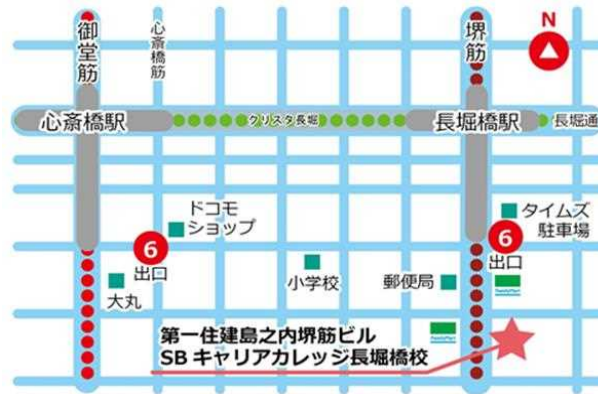 御堂筋
心斎橋筋
堺筋
N
心斎橋駅
クリスタ長堀
長堀橋駅
長堀通
ドコモ
ショップ
タイムズ
駐車場
6
出口
6
出口
大丸
小学校
郵便局
FamilyMart
FamilyMart
第一住建島之内堺筋ビル
SBキャリアカレッジ長堀橋校